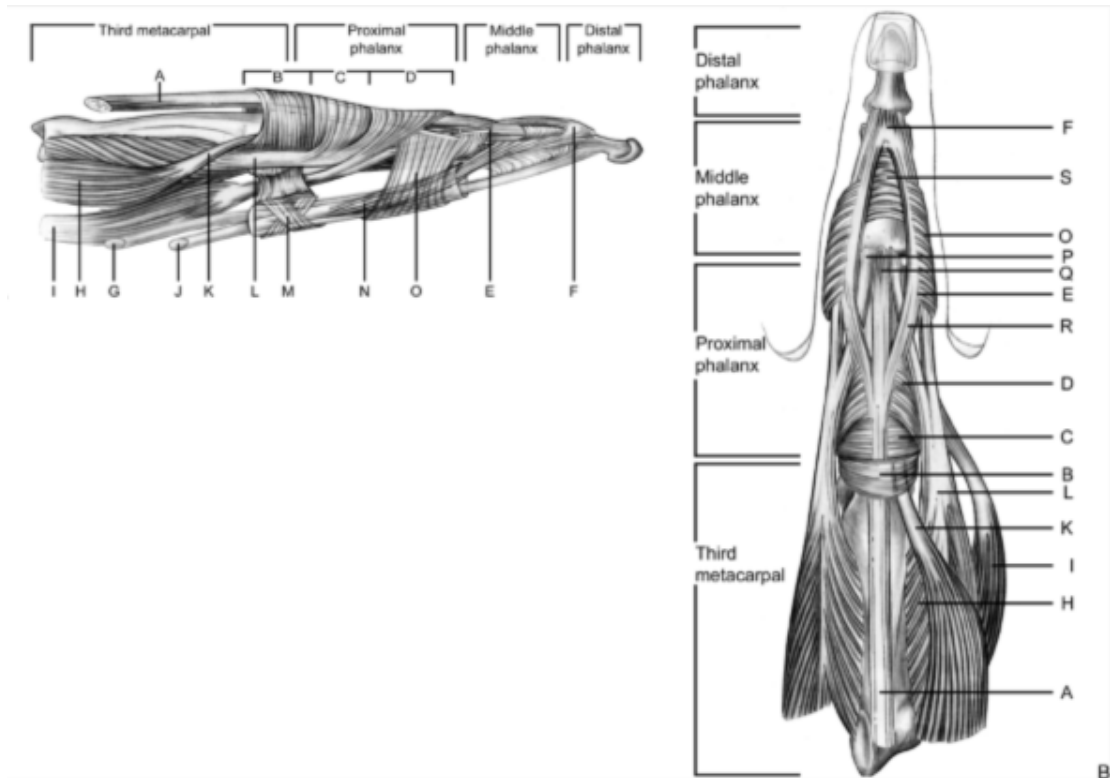 Third metacarpal
Proximal
phalanx
Middle
phalanx
Distal
phalanx
A
B
C
D
I
H
G
J
K
L
M
N
O
E
F
Distal
phalanx
Middle
phalanx
Proximal
phalanx
Third
metacarpal
F
S
O
P
Q
E
R
D
C
B
L
K
I
H
A
B